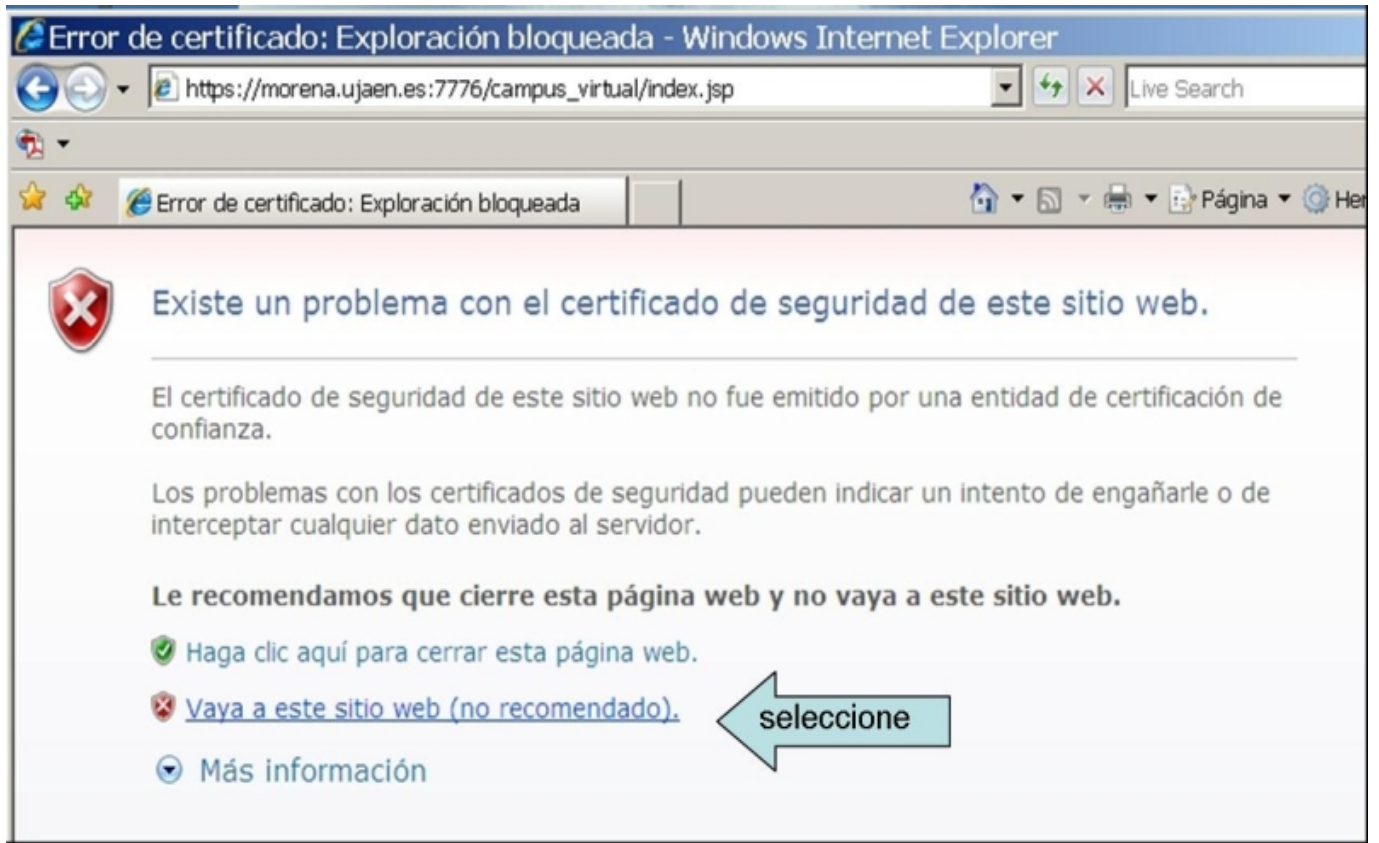 Error de certificado: Exploración bloqueada - Windows Internet Explorer
https://morena.ujaen.es:7776/campus_virtual/index.jsp
Live Search
Error de certificado: Exploración bloqueada
Página
Existe un problema con el certificado de seguridad de este sitio web.
El certificado de seguridad de este sitio web no fue emitido por una entidad de certificación de
confianza.
Los problemas con los certificados de seguridad pueden indicar un intento de engañarle o de
interceptar cualquier dato enviado al servidor.
Le recomendamos que cierre esta página web y no vaya a este sitio web.
Haga clic aquí para cerrar esta página web.
Vaya a este sitio web (no recomendado).
seleccione
Más información